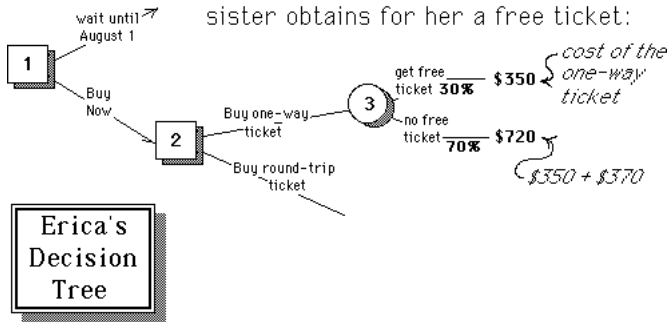 sister obtains for her a free ticket:
wait until
August 1
1
Buy
Now
2
Buy one-way
ticket
Buy round-trip
ticket
3
get free
ticket 30% $350
cost of the
one-way
ticket
no free
ticket 70% $720
$350 + $370
Erica's
Decision
Tree